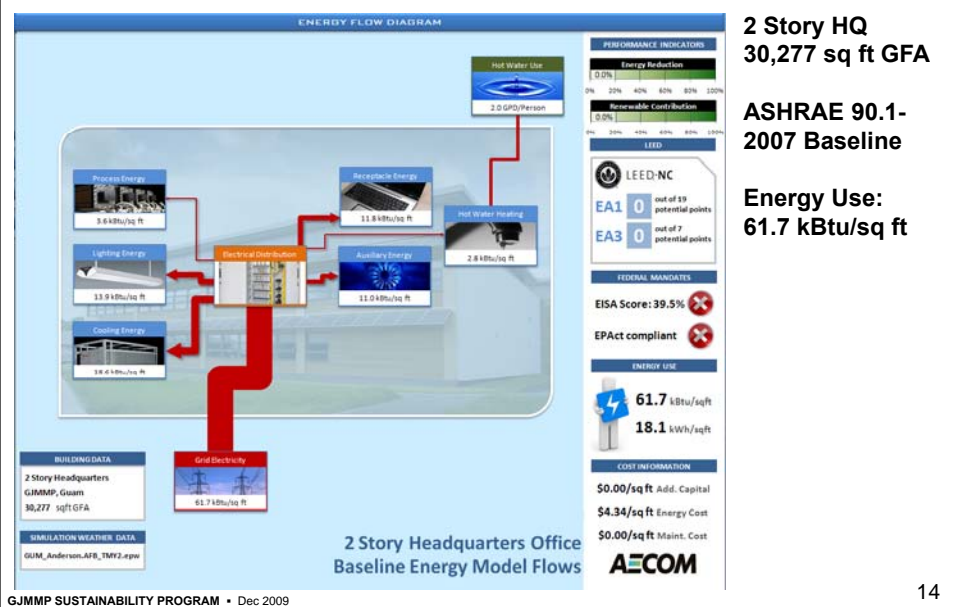 ENERGY FLOW DIAGRAM
2 Story HQ
30,277 sq ft GFA
ASHRAE 90.1-
2007 Baseline
Energy Use:
61.7 kBtu/sq ft
Hot Water Use
2.0 GPD/Person
Process Energy
3.6 kBtu/sq ft
Receptacle Energy
11.8 kBtu/sq ft
Hot Water Heating
2.8 kBtu/sq ft
Lighting Energy
13.9 kBtu/sq ft
Electrical Distribution
Auxiliary Energy
11.0 kBtu/sq ft
Cooling Energy
18.4 kBtu/sq ft
Grid Electricity
61.7 kBtu/sq ft
BUILDING DATA
2 Story Headquarters
GJMMP, Guam
30,277 sqft GFA
SIMULATION WEATHER DATA
GUM_Anderson.AFB_TMY2.epw
2 Story Headquarters Office
Baseline Energy Model Flows
PERFORMANCE INDICATORS
Energy Reduction
0.0%
0% 20% 40% 60% 80% 100%
Renewable Contribution
0.0%
0% 20% 40% 60% 80% 100%
LEED
LEED-NC
EA1 0 out of 19 potential points
EA3 0 out of 7 potential points
FEDERAL MANDATES
EISA Score: 39.5%
EPAct compliant
ENERGY USE
61.7 kBtu/sqft
18.1 kWh/sqft
COST INFORMATION
$0.00/sq ft Add. Capital
$4.34/sq ft Energy Cost
$0.00/sq ft Maint. Cost
AECOM
GJMMP SUSTAINABILITY PROGRAM ▪ Dec 2009
14